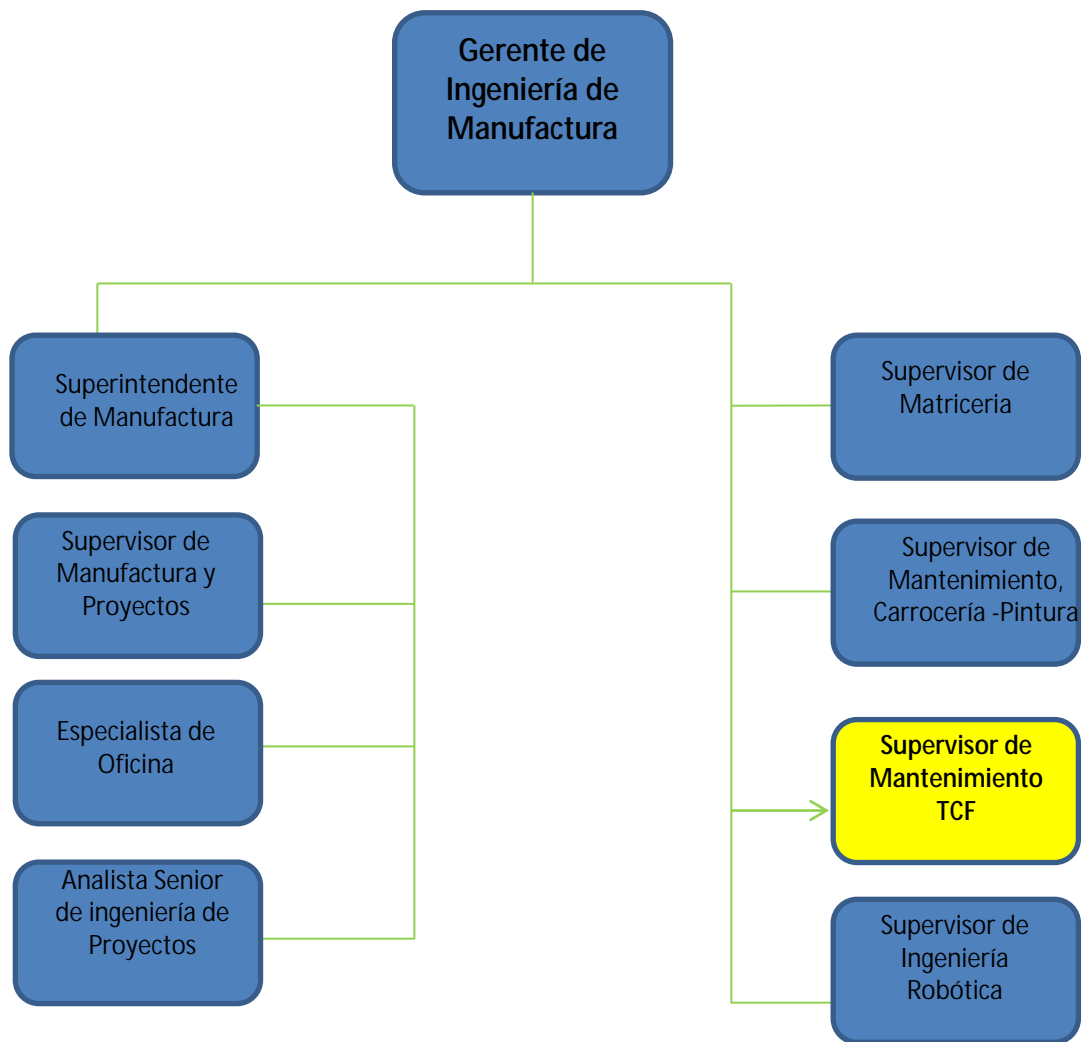 Gerente de
Ingeniería de
Manufactura
Superintendente
de Manufactura
Supervisor de
Manufactura y
Proyectos
Especialista de
Oficina
Analista Senior
de ingeniería de
Proyectos
Supervisor de
Matriceria
Supervisor de
Mantenimiento,
Carrocería -Pintura
Supervisor de
Mantenimiento
TCF
Supervisor de
Ingeniería
Robótica